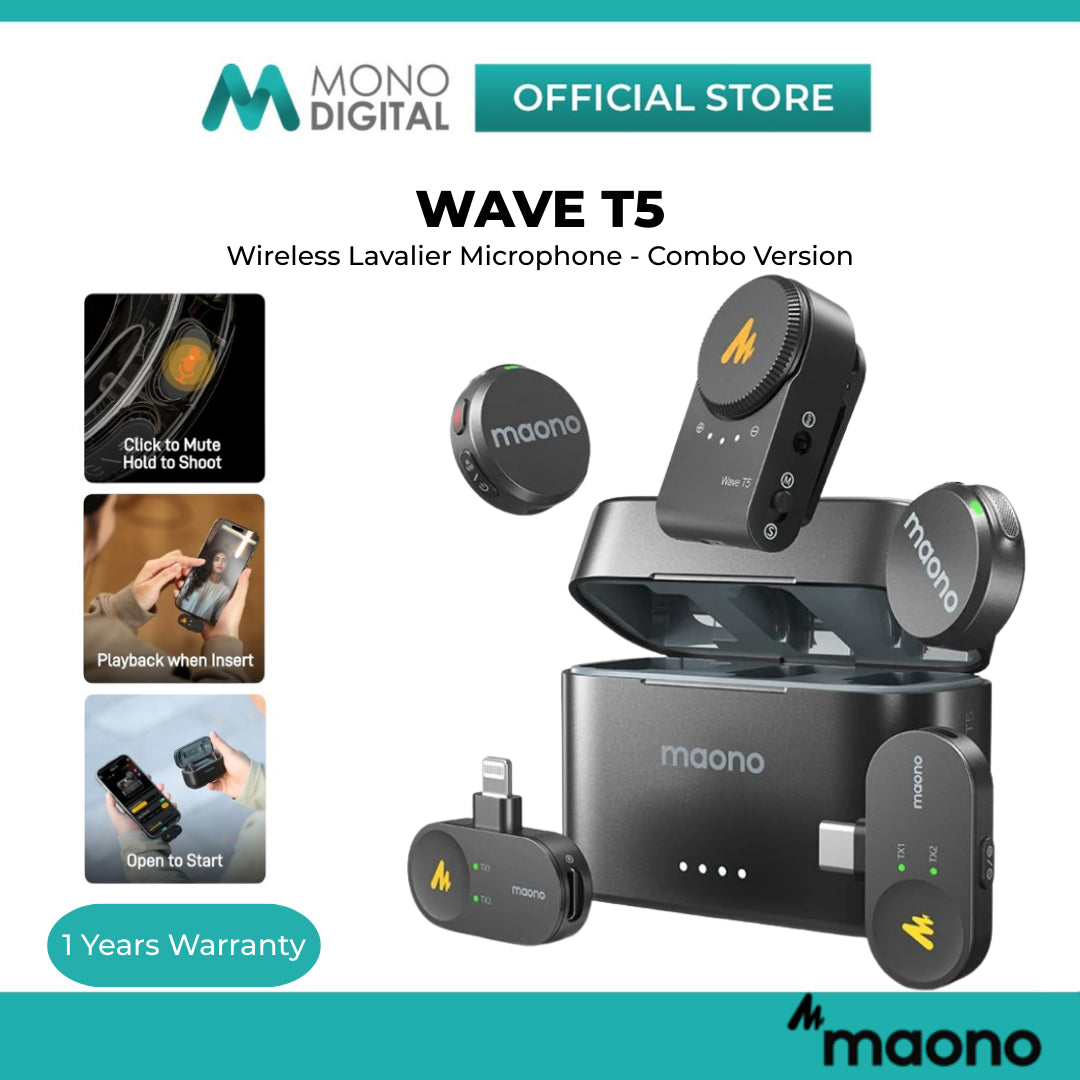 MONO
DIGITAL
OFFICIAL STORE
WAVE T5
Wireless Lavalier Microphone - Combo Version
Click to Mute
Hold to Shoot
Playback when Insert
Open to Start
maono
Wave T5
M
S
maono
maono
T5
TX1
TX2
maono
maono
TX1
TX2
1 Years Warranty
maono